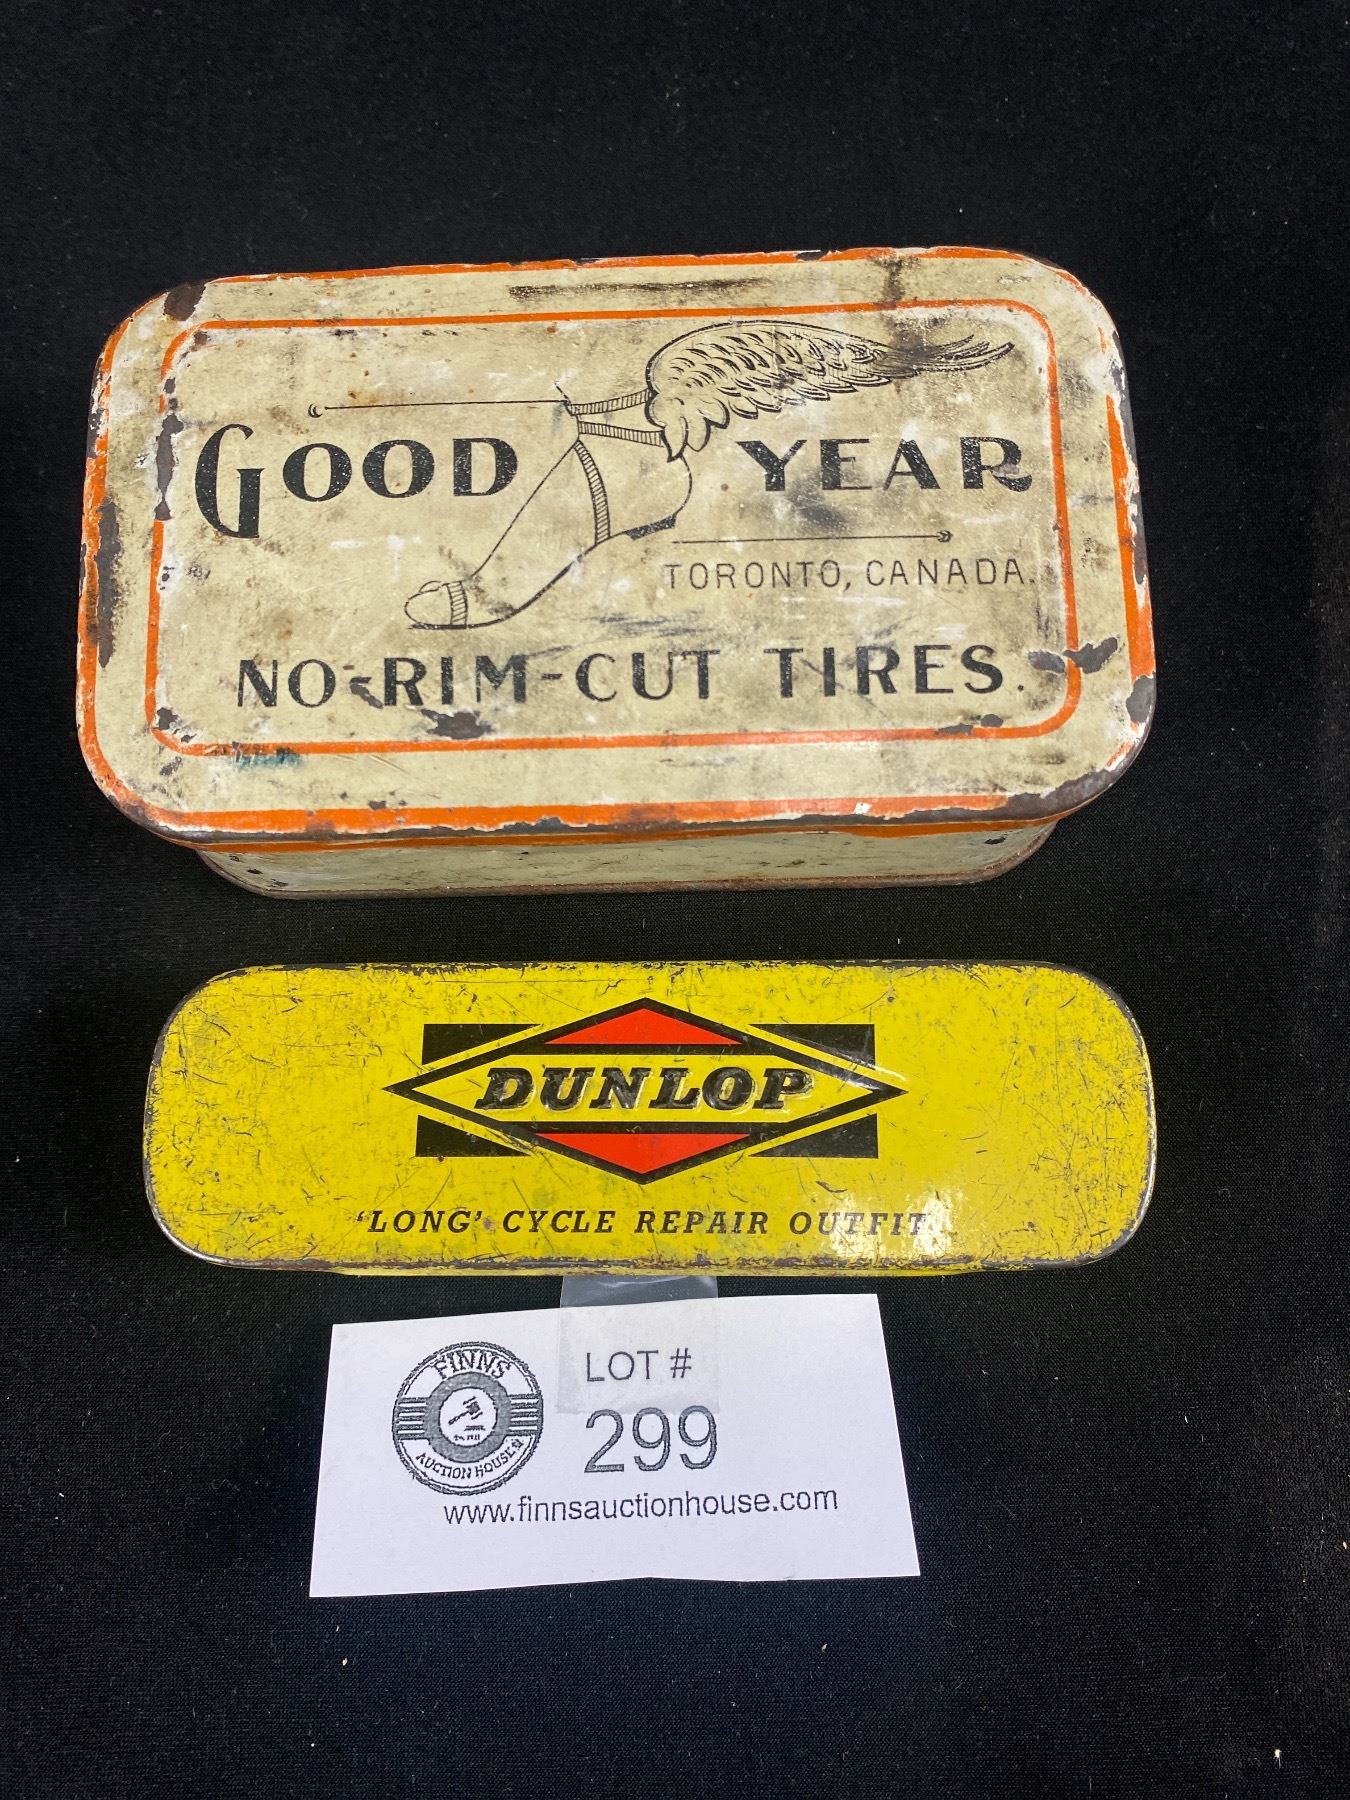 GOOD YEAR
TORONTO, CANADA.
NO-RIM-CUT TIRES.
DUNLOP
'LONG' CYCLE REPAIR OUTFIT
FINNS
AUCTION HOUSE
LOT #
299
www.finnsauctionhouse.com